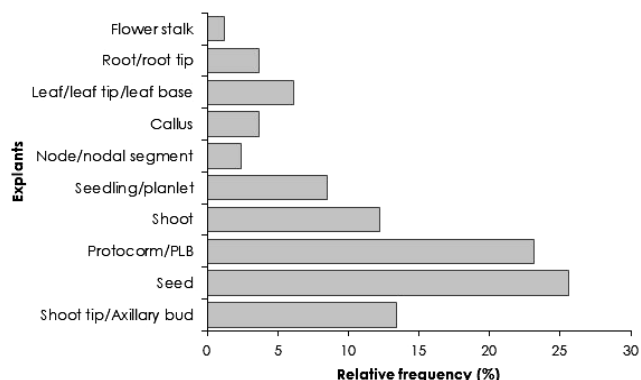 Flower stalk
Root/root tip
Leaf/leaf tip/leaf base
Callus
Node/nodal segment
Seedling/planlet
Shoot
Protocorm/PLB
Seed
Shoot tip/Axillary bud
Explants
0 5 10 15 20 25 30
Relative frequency (%)